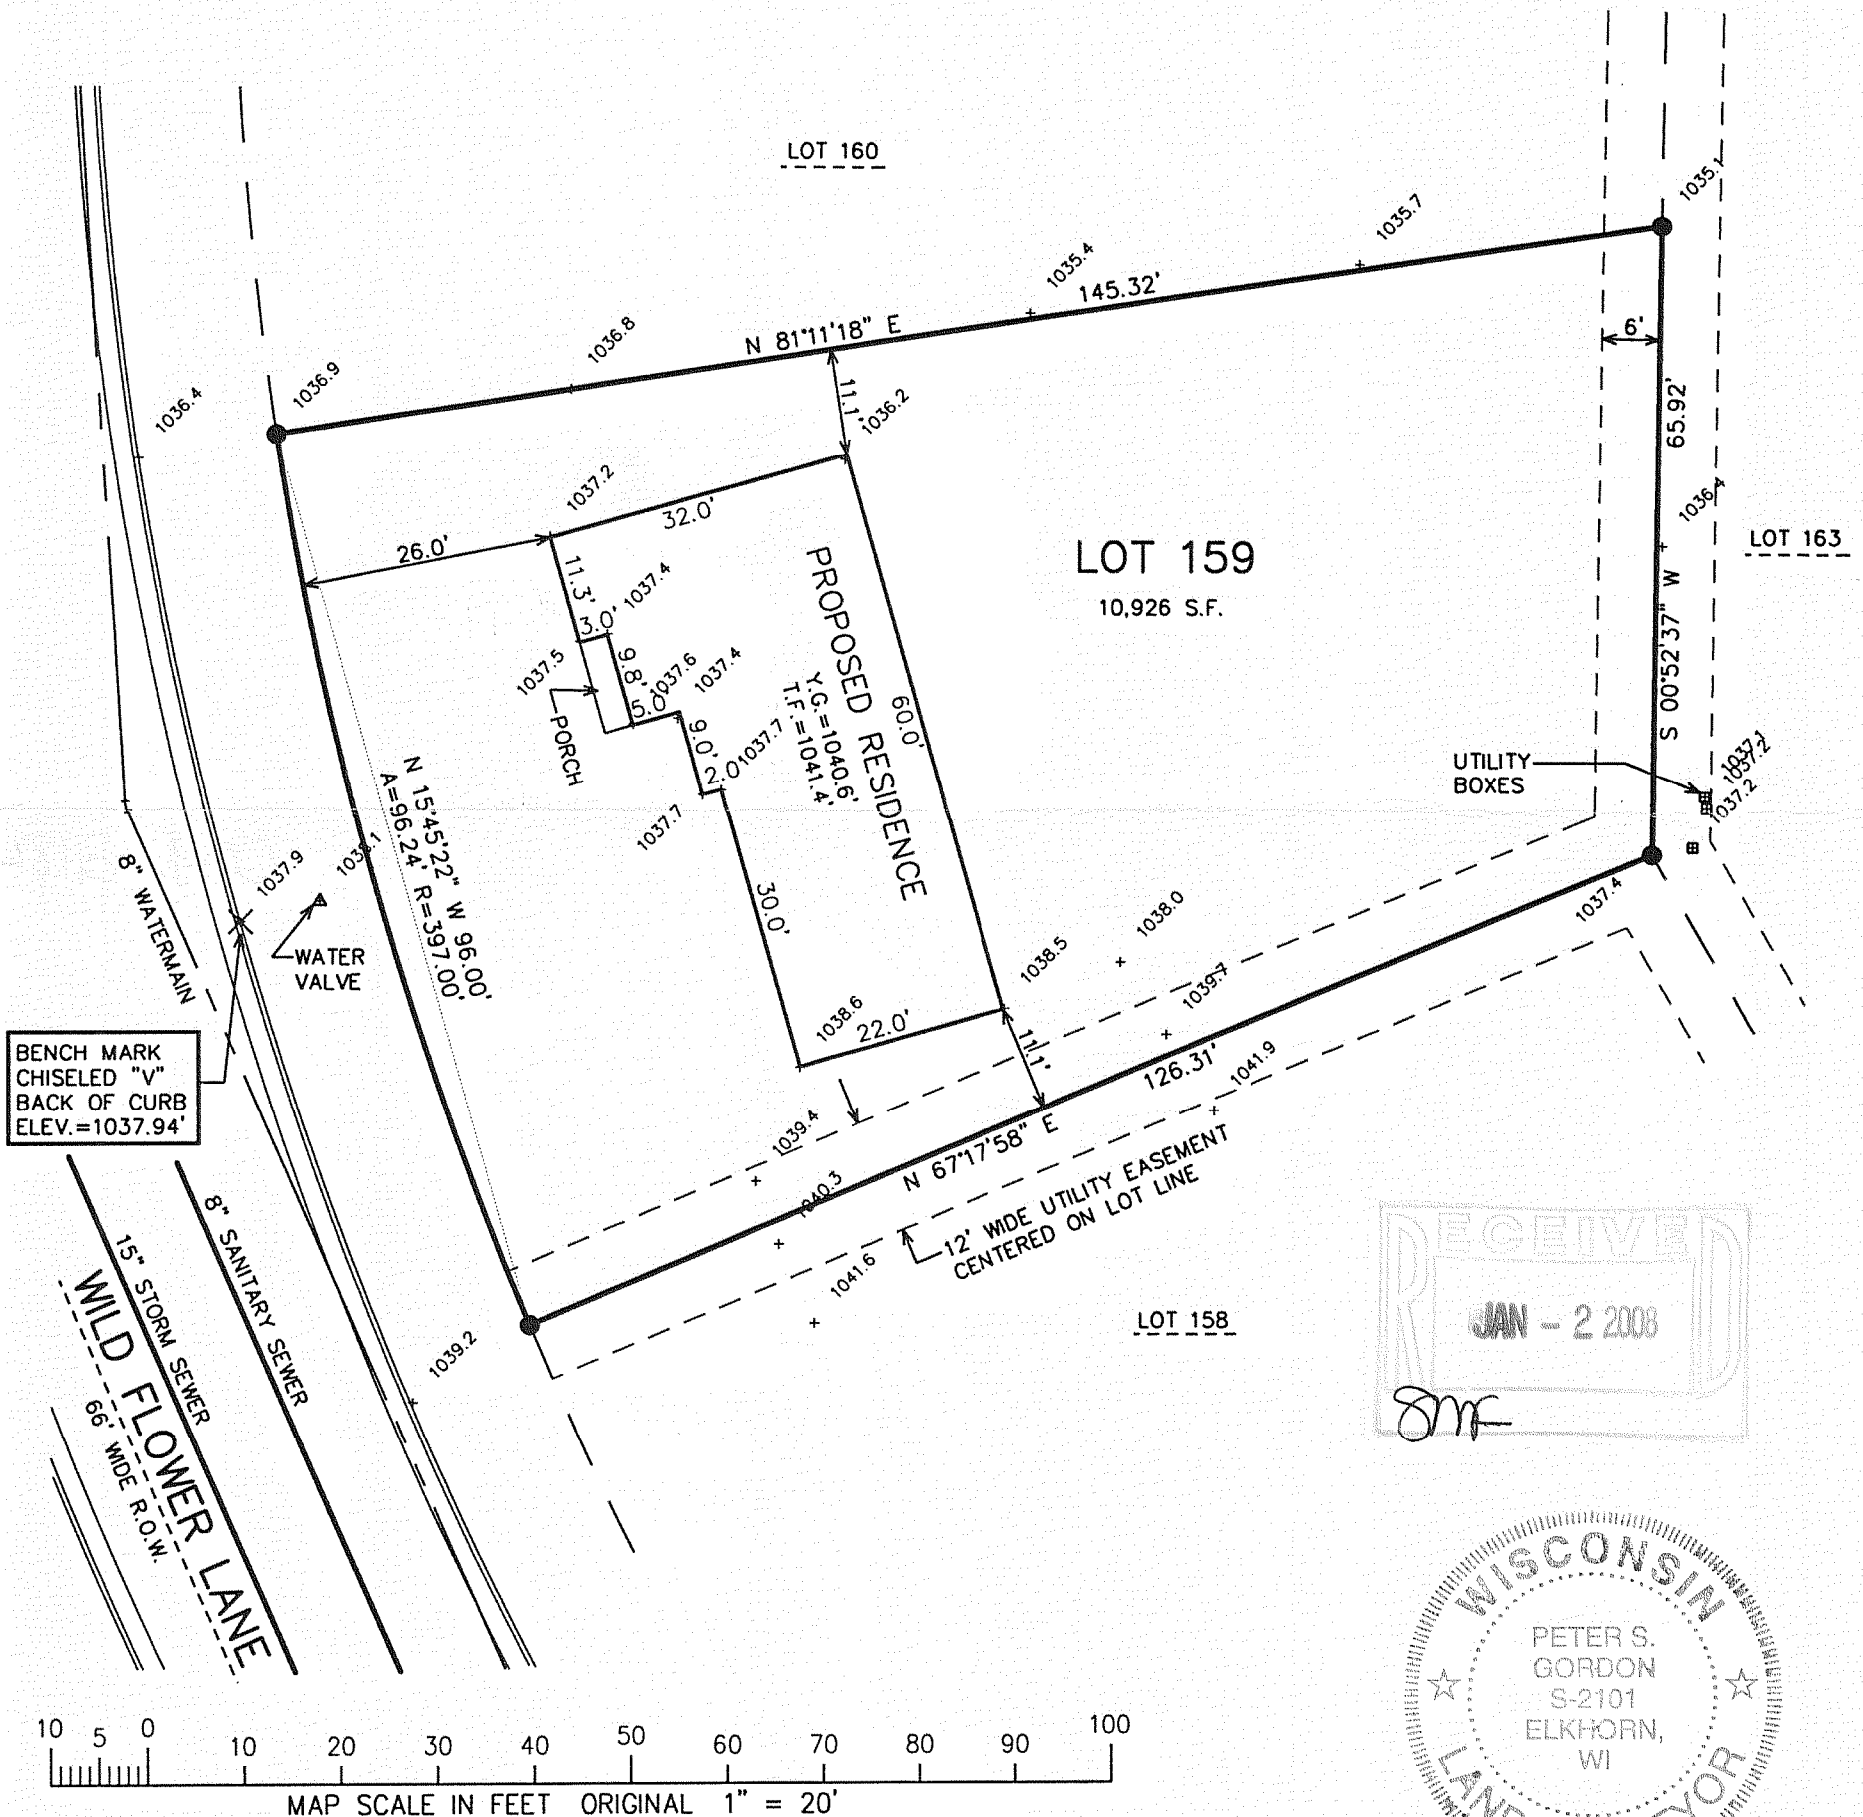 LOT 160
1035.1
1035.7
1035.4
145.32'
N 81°11'18" E
1036.8
1036.9
1036.4
6'
11.1'
1036.2
65.92'
1037.2
32.0'
26.0'
1036.4
LOT 163
LOT 159
10,926 S.F.
11.3'
3.0'
1037.4
1037.5
9.8'
1037.6
1037.4
5.0'
PORCH
PROPOSED RESIDENCE
Y.G.=1040.6'
T.F.=1041.4'
60.0'
S 00°52'37" W
9.0'
2.0'
1037.7
1037.7
UTILITY
BOXES
1037.1
1037.2
1037.2
N 15°45'22" W 96.00'
A=96.24' R=397.00'
1037.9
8" WATERMAIN
WATER
VALVE
30.0'
1038.0
1037.4
1038.5
1039.7
1038.6
22.0'
11.1'
BENCH MARK
CHISELED "V"
BACK OF CURB
ELEV.=1037.94'
126.31'
1041.9
1039.4
N 67°17'58" E
1040.3
12' WIDE UTILITY EASEMENT
CENTERED ON LOT LINE
1041.6
LOT 158
1039.2
8" SANITARY SEWER
15" STORM SEWER
WILD FLOWER LANE
66' WIDE R.O.W.
RECEIVED
JAN - 2 2008
WISCONSIN
PETER S.
GORDON
S-2101
ELKHORN,
WI
10 5 0 10 20 30 40 50 60 70 80 90 100
MAP SCALE IN FEET ORIGINAL 1" = 20'